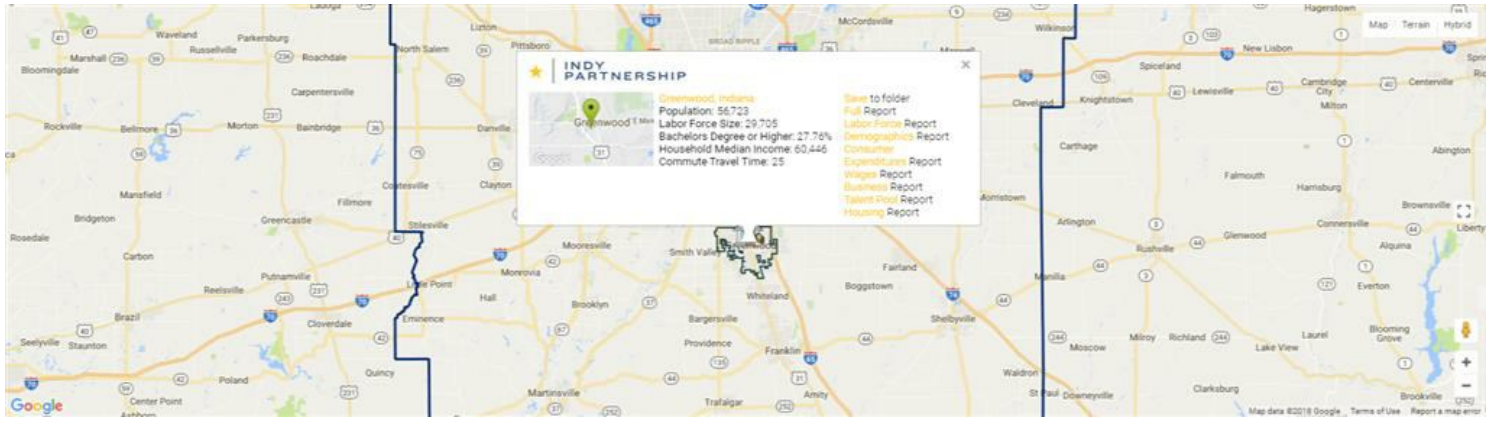 Ladoga
Lizton
McCordsville
Wilkinson
Hagerstown
Waveland
Parkersburg
Map Terrain Hybrid
Marshall
Russellville
Roachdale
North Salem
Pittsboro
BROAD RIPPLE
New Lisbon
Bloomingdale
Carpentersville
Spiceland
Cambridge City
Centerville
Cleveland
Knightstown
Lewisville
Milton
Rockville
Bellmore
Morton
Bainbridge
Danville
INDY
PARTNERSHIP
×
Greenwood
Google
Greenwood, Indiana
Population: 56,723
Labor Force Size: 29,705
Bachelors Degree or Higher: 27.76%
Household Median Income: 60,446
Commute Travel Time: 25
Save to folder
Full Report
Labor Force Report
Demographics Report
Consumer
Expenditures Report
Wages Report
Business Report
Talent Pool Report
Housing Report
Carthage
Abington
Mansfield
Fillmore
Coatesville
Clayton
Morristown
Falmouth
Harrisburg
Brownsville
Bridgeton
Greencastle
Stilesville
Arlington
Glenwood
Connersville
Liberty
Rosedale
Carbon
Mooresville
Smith Valley
Rushville
Alquina
Putnamville
Reelsville
Little Point
Monrovia
Fairland
Manilla
Hall
Brooklyn
Whiteland
Boggstown
Everton
Brazil
Cloverdale
Eminence
Bargersville
Shelbyville
Seelyville
Staunton
Providence
Franklin
Moscow
Milroy
Richland
Laurel
Lake View
Blooming Grove
Poland
Quincy
Waldron
Center Point
Martinsville
Trafalgar
Amity
St Paul
Downeyville
Clarksburg
Brookville
Ashboro
Google
Map data ©2018 Google
Terms of Use
Report a map error